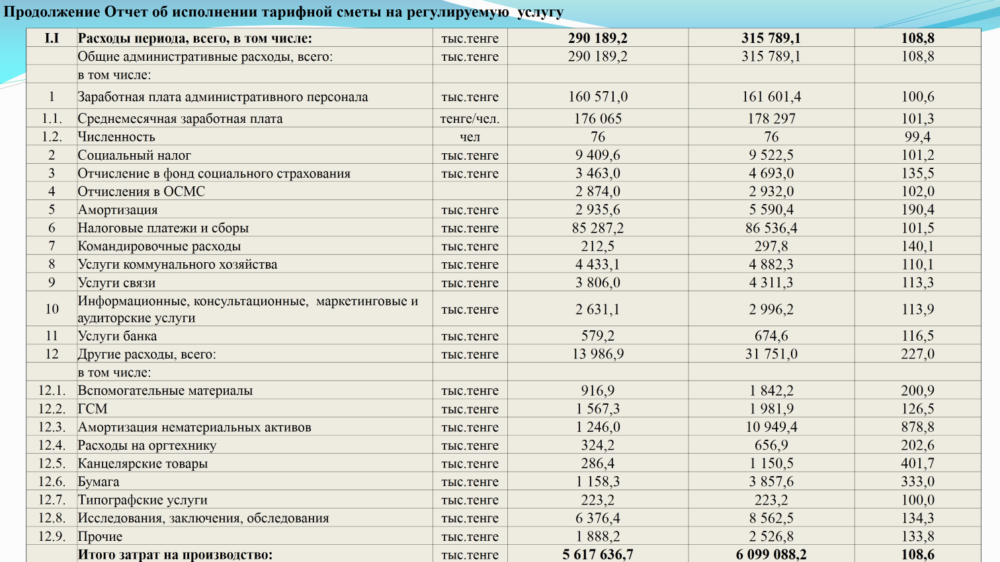 Продолжение Отчет об исполнении тарифной сметы на регулируемую услугу
I.I Расходы периода, всего, в том числе: тыс.тенге 290 189,2 315 789,1 108,8
Общие административные расходы, всего: тыс.тенге 290 189,2 315 789,1 108,8
в том числе:
1 Заработная плата административного персонала тыс.тенге 160 571,0 161 601,4 100,6
1.1. Среднемесячная заработная плата тенге/чел. 176 065 178 297 101,3
1.2. Численность чел 76 76 99,4
2 Социальный налог тыс.тенге 9 409,6 9 522,5 101,2
3 Отчисление в фонд социального страхования тыс.тенге 3 463,0 4 693,0 135,5
4 Отчисления в ОСМС 2 874,0 2 932,0 102,0
5 Амортизация тыс.тенге 2 935,6 5 590,4 190,4
6 Налоговые платежи и сборы тыс.тенге 85 287,2 86 536,4 101,5
7 Командировочные расходы тыс.тенге 212,5 297,8 140,1
8 Услуги коммунального хозяйства тыс.тенге 4 433,1 4 882,3 110,1
9 Услуги связи тыс.тенге 3 806,0 4 311,3 113,3
10 Информационные, консультационные, маркетинговые и
аудиторские услуги тыс.тенге 2 631,1 2 996,2 113,9
11 Услуги банка тыс.тенге 579,2 674,6 116,5
12 Другие расходы, всего: тыс.тенге 13 986,9 31 751,0 227,0
в том числе:
12.1. Вспомогательные материалы тыс.тенге 916,9 1 842,2 200,9
12.2. ГСМ тыс.тенге 1 567,3 1 981,9 126,5
12.3. Амортизация нематериальных активов тыс.тенге 1 246,0 10 949,4 878,8
12.4. Расходы на оргтехнику тыс.тенге 324,2 656,9 202,6
12.5. Канцелярские товары тыс.тенге 286,4 1 150,5 401,7
12.6. Бумага тыс.тенге 1 158,3 3 857,6 333,0
12.7. Типографские услуги тыс.тенге 223,2 223,2 100,0
12.8. Исследования, заключения, обследования тыс.тенге 6 376,4 8 562,5 134,3
12.9. Прочие тыс.тенге 1 888,2 2 526,8 133,8
Итого затрат на производство: тыс.тенге 5 617 636,7 6 099 088,2 108,6